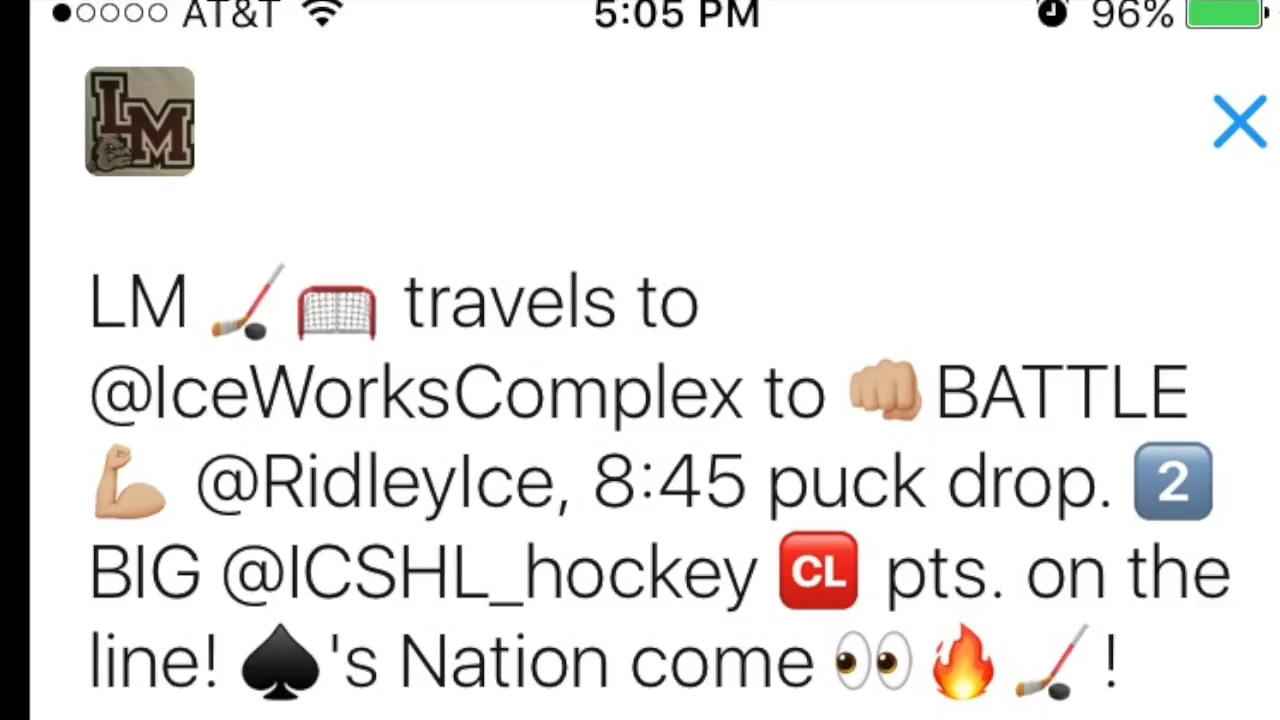 ●○○○○ AT&T 5:05 PM 96%
LM
LM 🏒🥅 travels to
@IceWorksComplex to 👊🏼BATTLE
💪🏼 @RidleyIce, 8:45 puck drop. 2️⃣
BIG @ICSHL_hockey 🆑 pts. on the
line! ♠️'s Nation come 👀🔥🏒!